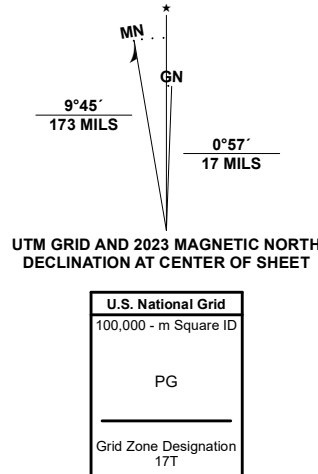 ★
MN
GN
9°45´
173 MILS
0°57´
17 MILS
UTM GRID AND 2023 MAGNETIC NORTH
DECLINATION AT CENTER OF SHEET
U.S. National Grid
100,000 - m Square ID
PG
Grid Zone Designation
17T